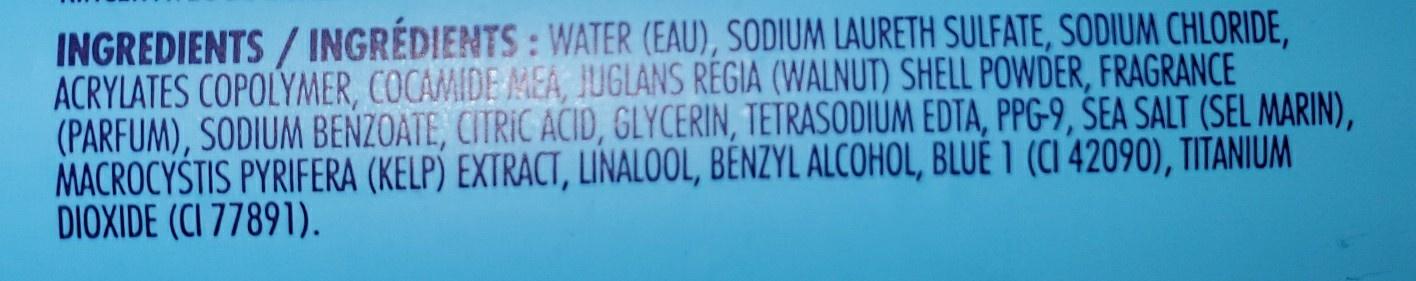 INGREDIENTS / INGRÉDIENTS : WATER (EAU), SODIUM LAURETH SULFATE, SODIUM CHLORIDE,
ACRYLATES COPOLYMER, COCAMIDE MEA, JUGLANS REGIA (WALNUT) SHELL POWDER, FRAGRANCE
(PARFUM), SODIUM BENZOATE, CITRIC ACID, GLYCERIN, TETRASODIUM EDTA, PPG-9, SEA SALT (SEL MARIN),
MACROCYSTIS PYRIFERA (KELP) EXTRACT, LINALOOL, BENZYL ALCOHOL, BLUE 1 (CI 42090), TITANIUM
DIOXIDE (CI 77891).